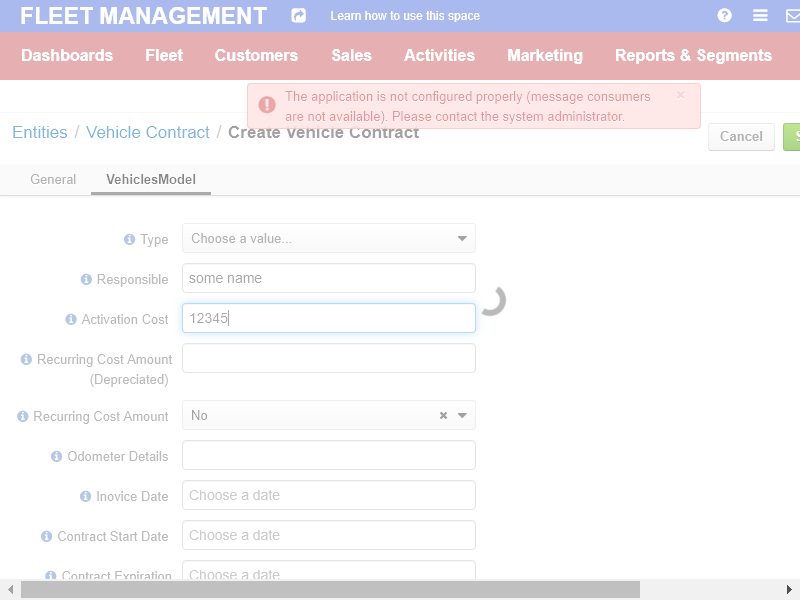 FLEET MANAGEMENT
Learn how to use this space
Dashboards Fleet Customers Sales Activities Marketing Reports & Segments
The application is not configured properly (message consumers
are not available). Please contact the system administrator.
×
Entities / Vehicle Contract / Create Vehicle Contract
Cancel
General VehiclesModel
Type Choose a value...
Responsible some name
Activation Cost 12345
Recurring Cost Amount
(Depreciated)
Recurring Cost Amount No
Odometer Details
Inovice Date Choose a date
Contract Start Date Choose a date
Contract Expiration Choose a date